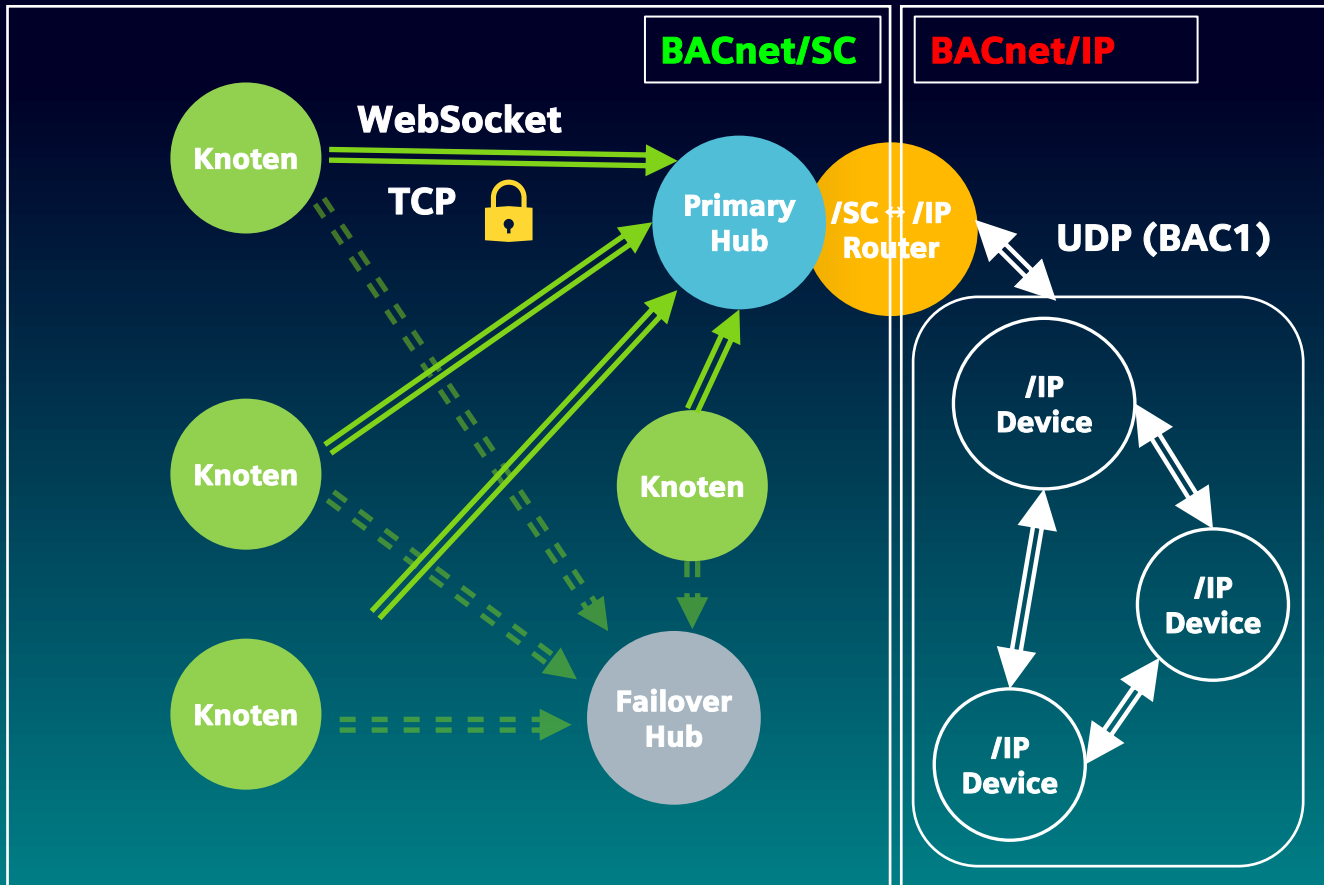 BACnet/SC
BACnet/IP
WebSocket
TCP
Knoten
Primary
Hub
/SC ↔ /IP
Router
UDP (BAC1)
/IP
Device
Knoten
Knoten
/IP
Device
Knoten
Failover
Hub
/IP
Device